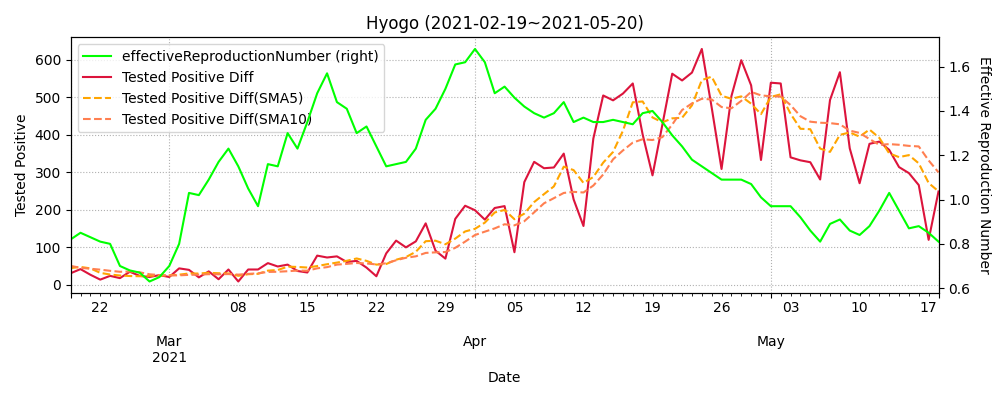 Hyogo (2021-02-19~2021-05-20)
effectiveReproductionNumber (right)
Tested Positive Diff
Tested Positive Diff(SMA5)
Tested Positive Diff(SMA10)
Tested Positive
600
500
400
300
200
100
0
Effective Reproduction Number
1.6
1.4
1.2
1.0
0.8
0.6
22 08 15 22 29 05 12 19 26 03 10 17
Mar Apr May
2021
Date